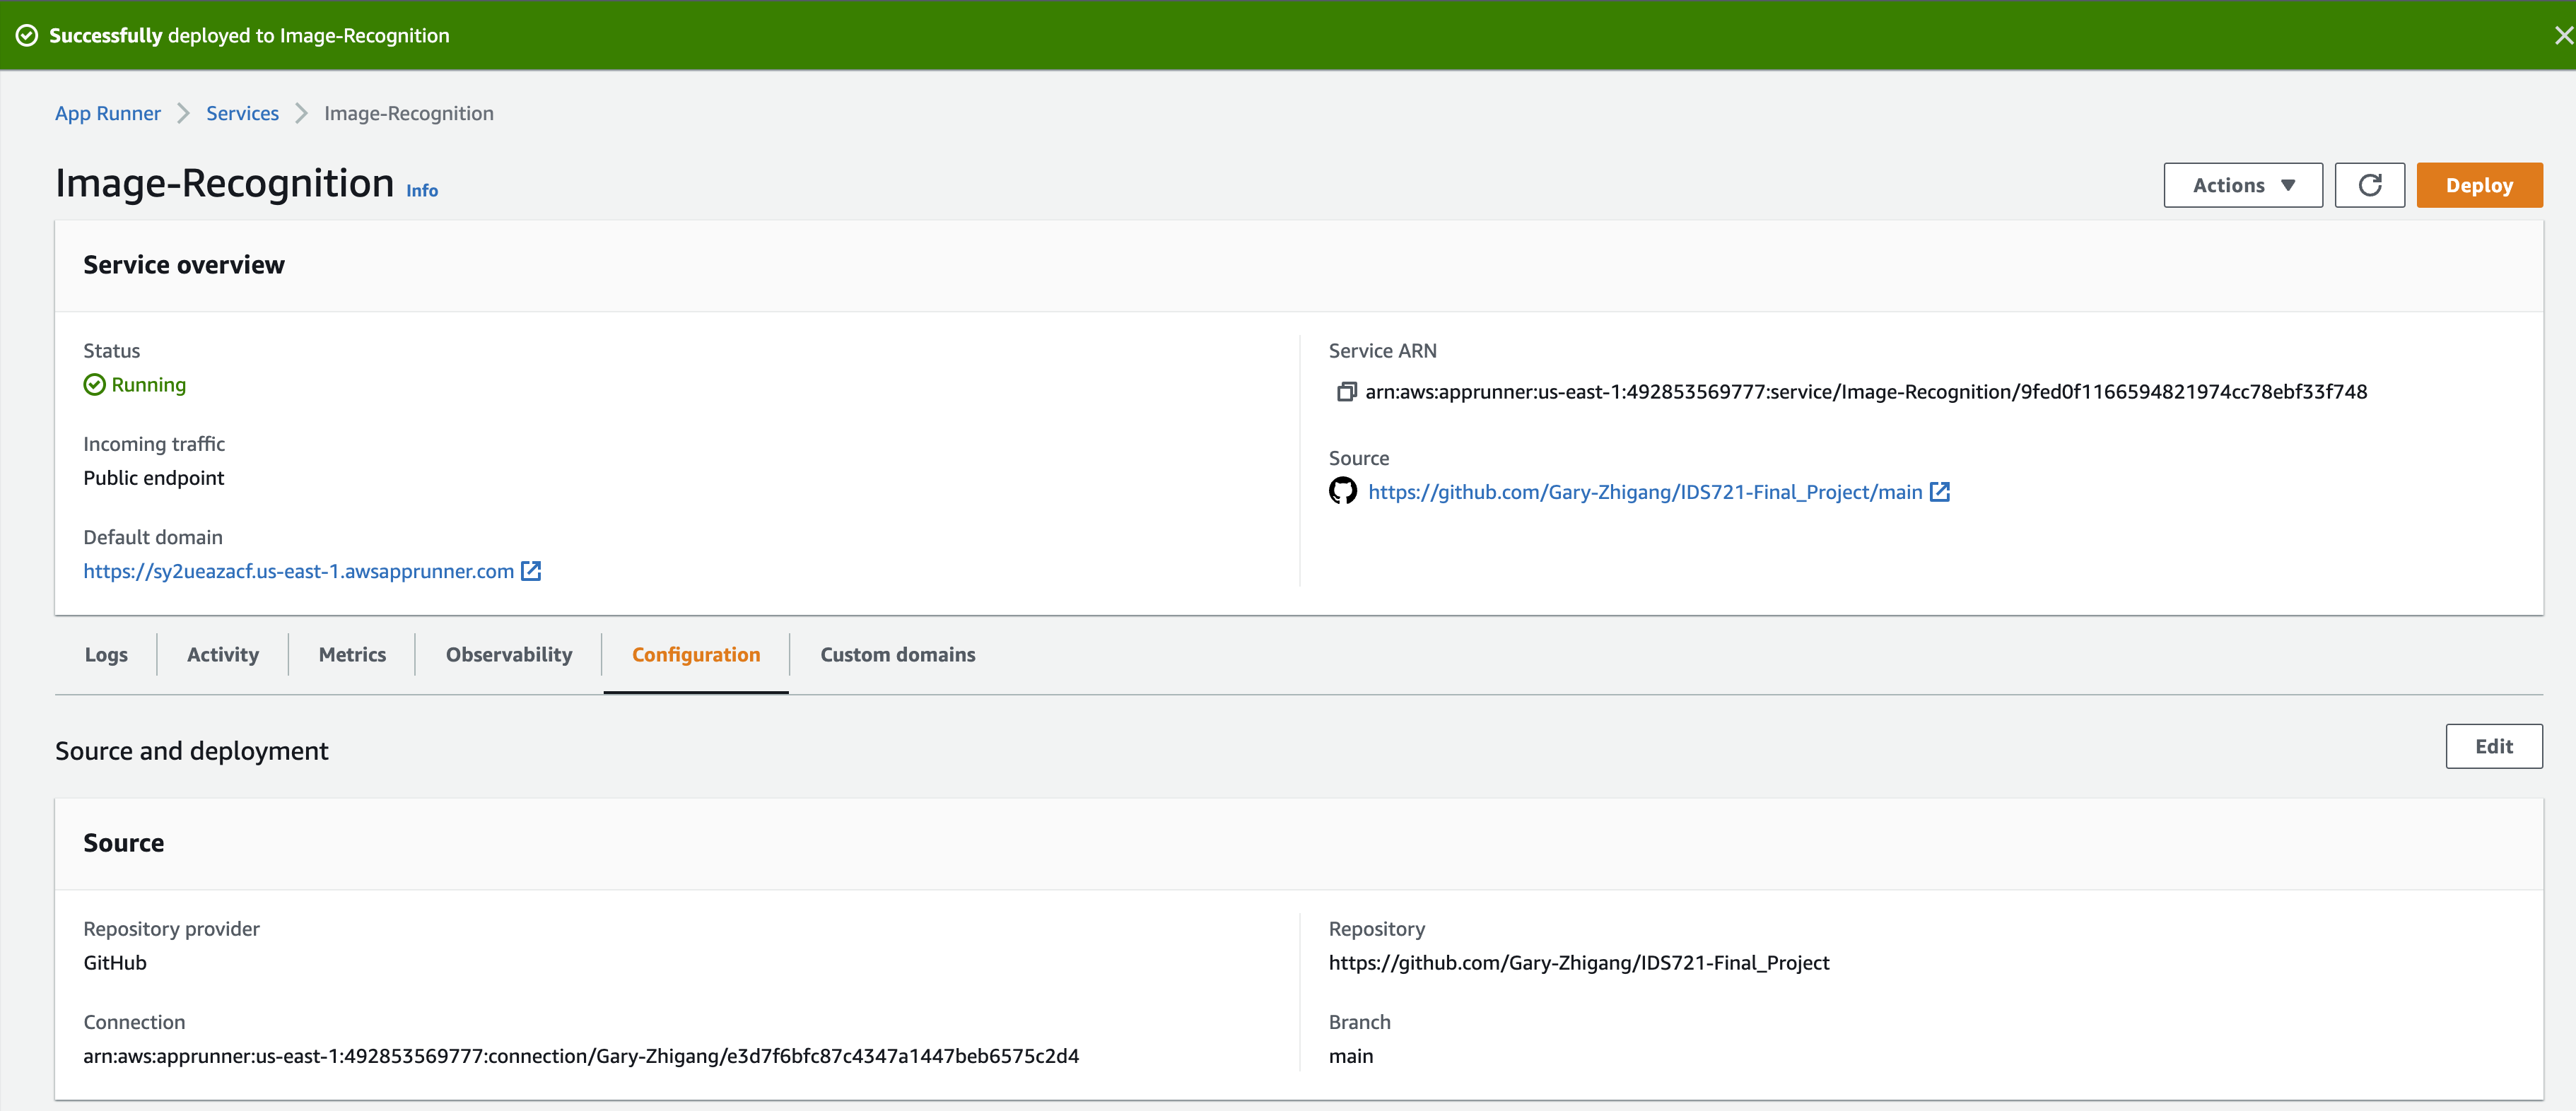 Successfully deployed to Image-Recognition
App Runner Services Image-Recognition
Image-Recognition Info
Actions Deploy
Service overview
Status
Running
Incoming traffic
Public endpoint
Default domain
https://sy2ueazacf.us-east-1.awsapprunner.com
Service ARN
arn:aws:apprunner:us-east-1:492853569777:service/Image-Recognition/9fed0f1166594821974cc78ebf33f748
Source
https://github.com/Gary-Zhigang/IDS721-Final_Project/main
Logs Activity Metrics Observability Configuration Custom domains
Source and deployment
Edit
Source
Repository provider
GitHub
Connection
arn:aws:apprunner:us-east-1:492853569777:connection/Gary-Zhigang/e3d7f6bfc87c4347a1447beb6575c2d4
Repository
https://github.com/Gary-Zhigang/IDS721-Final_Project
Branch
main